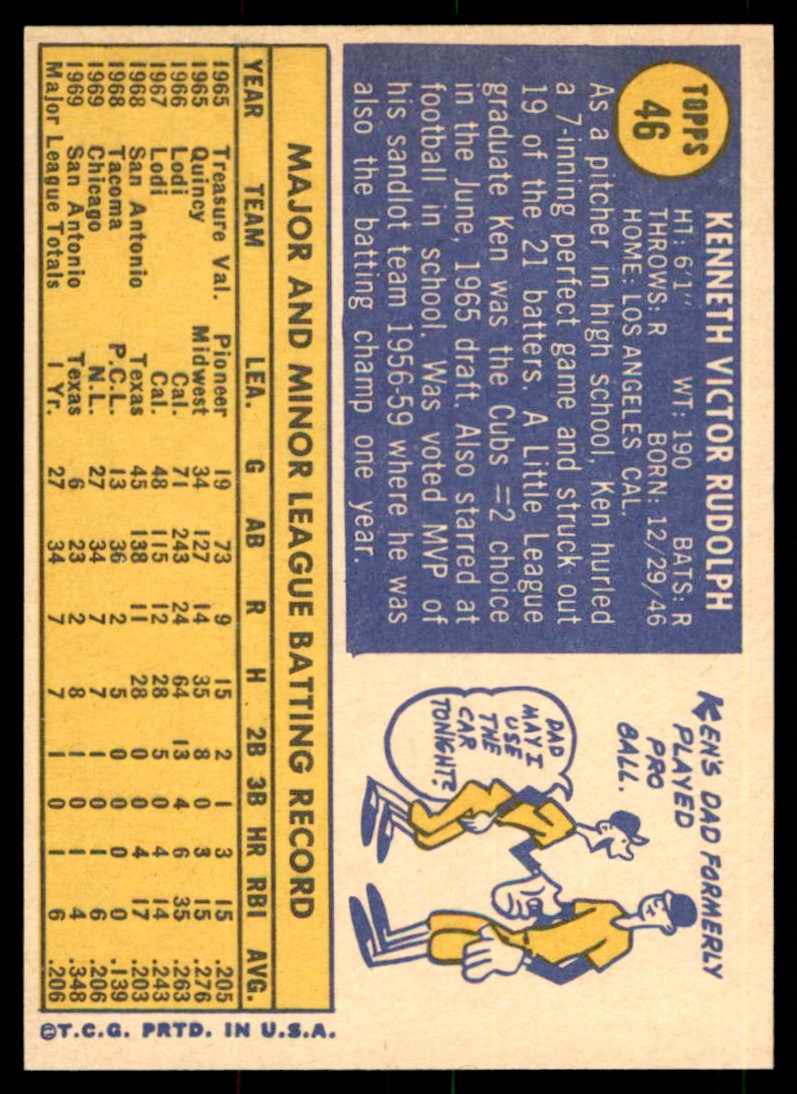 TOPPS
46
KENNETH VICTOR RUDOLPH
HT: 6'1" WT: 190 BATS: R
THROWS: R BORN: 12/29/46
HOME: LOS ANGELES CAL.
As a pitcher in high school, Ken hurled
a 7-inning perfect game and struck out
19 of the 21 batters. A Little League
graduate Ken was the Cubs =2 choice
in the June, 1965 draft. Also starred at
football in school. Was voted MVP of
his sandlot team 1956-59 where he was
also the batting champ one year.
KEN'S DAD FORMERLY
PLAYED
PRO
BALL.
DAD
MAY I
USE
THE
CAR
TONIGHT?
MAJOR AND MINOR LEAGUE BATTING RECORD
YEAR TEAM LEA. G AB R H 2B 3B HR RBI AVG.
1965 Treasure Val. Pioneer 19 73 9 15 2 1 3 15 .205
1965 Quincy Midwest 34 127 14 35 8 0 3 15 .276
1966 Lodi Cal. 71 243 24 64 13 4 6 35 .263
1967 Lodi Cal. 48 115 12 28 5 0 4 14 .243
1968 San Antonio Texas 45 138 11 28 0 0 4 17 .203
1968 Tacoma P.C.L. 13 36 2 5 0 0 0 0 .139
1969 Chicago N.L. 27 34 7 7 1 0 1 6 .206
1969 San Antonio Texas 6 23 2 8 1 0 1 4 .348
Major League Totals 1 Yr. 27 34 7 7 1 0 1 6 .206
©T.C.G. PRTD. IN U.S.A.